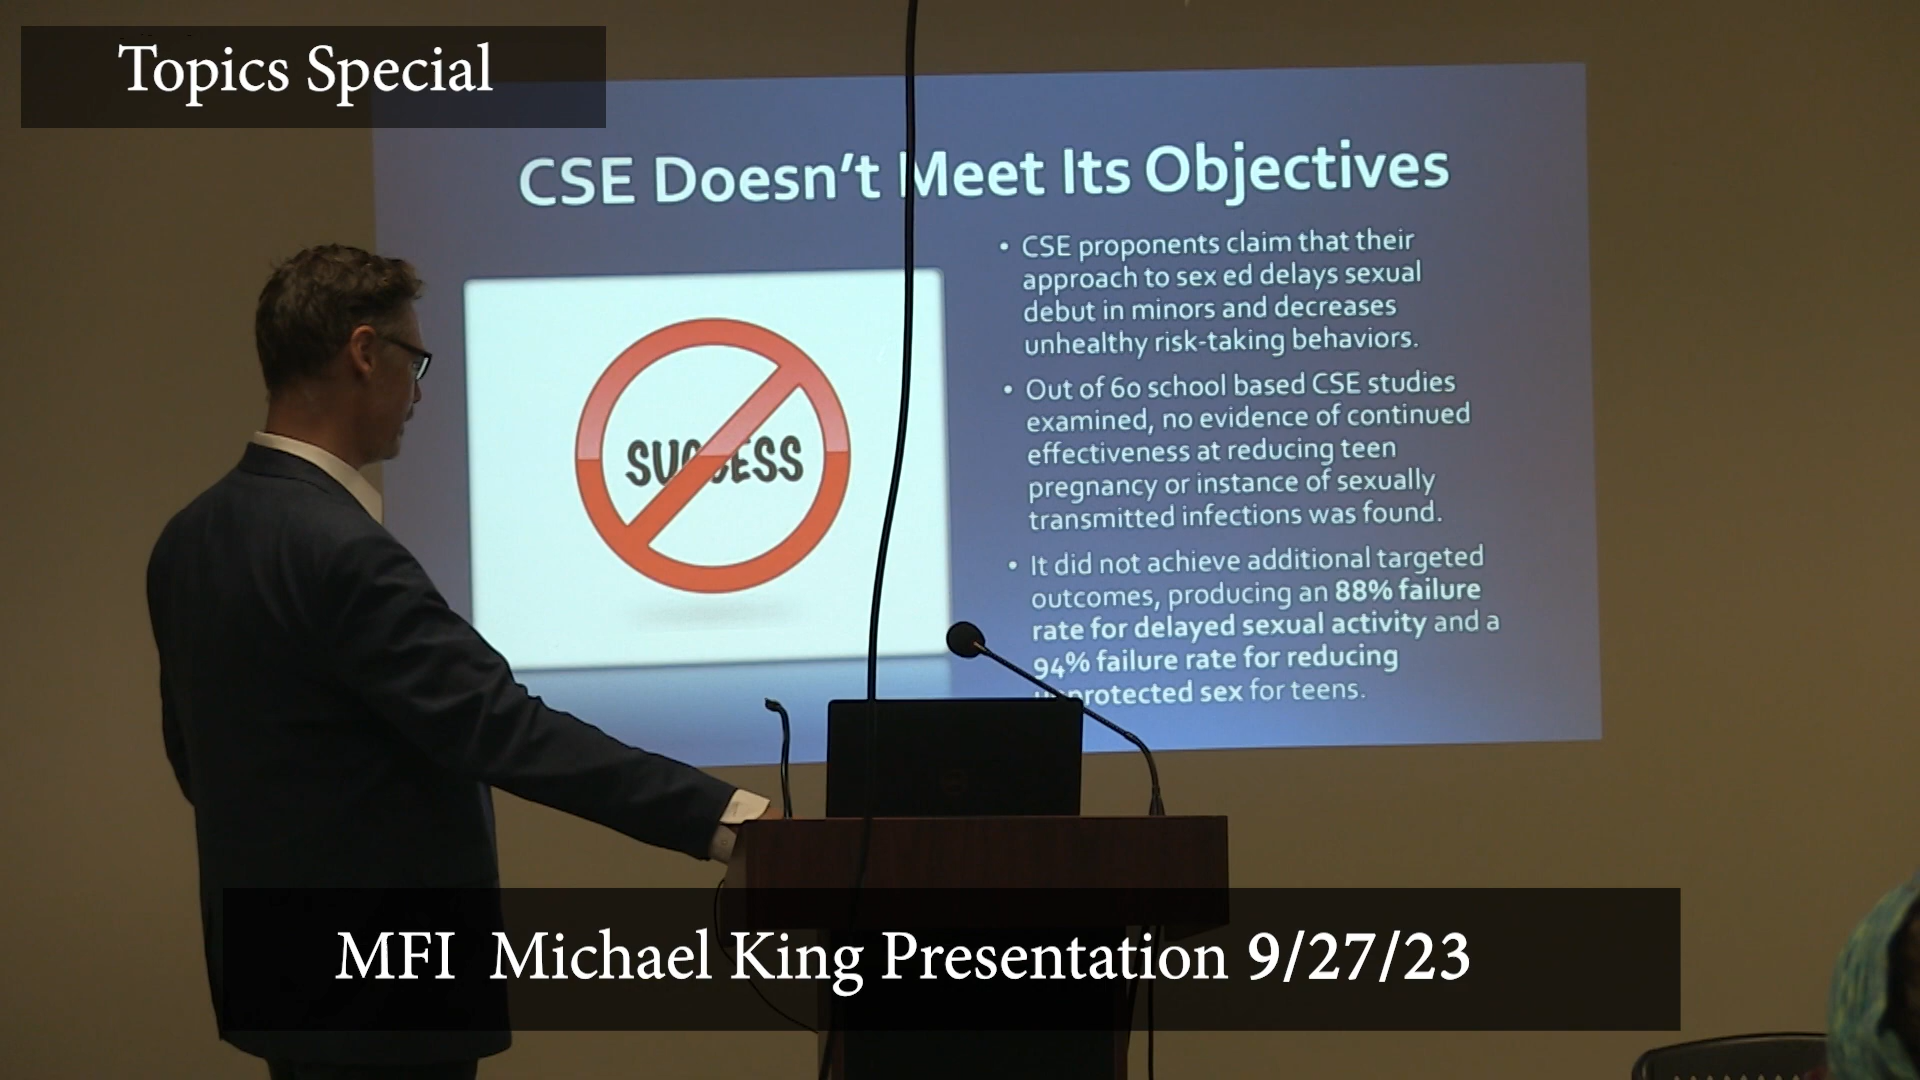 Topics Special
CSE Doesn't Meet Its Objectives
SUCCESS
• CSE proponents claim that their
approach to sex ed delays sexual
debut in minors and decreases
unhealthy risk-taking behaviors.
• Out of 60 school based CSE studies
examined, no evidence of continued
effectiveness at reducing teen
pregnancy or instance of sexually
transmitted infections was found.
• It did not achieve additional targeted
outcomes, producing an 88% failure
rate for delayed sexual activity and a
94% failure rate for reducing
unprotected sex for teens.
MFI Michael King Presentation 9/27/23